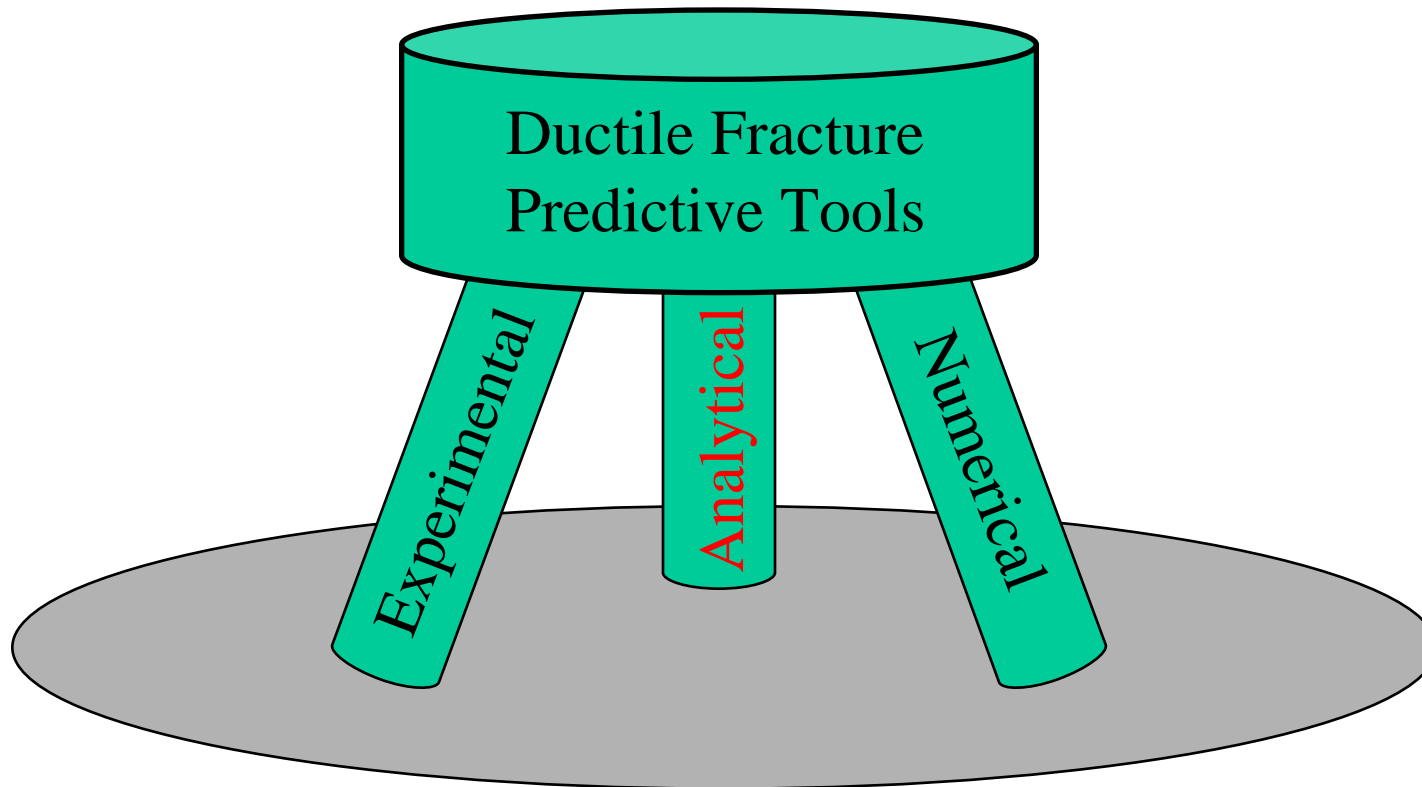 Ductile Fracture
Predictive Tools
Experimental
Analytical
Numerical